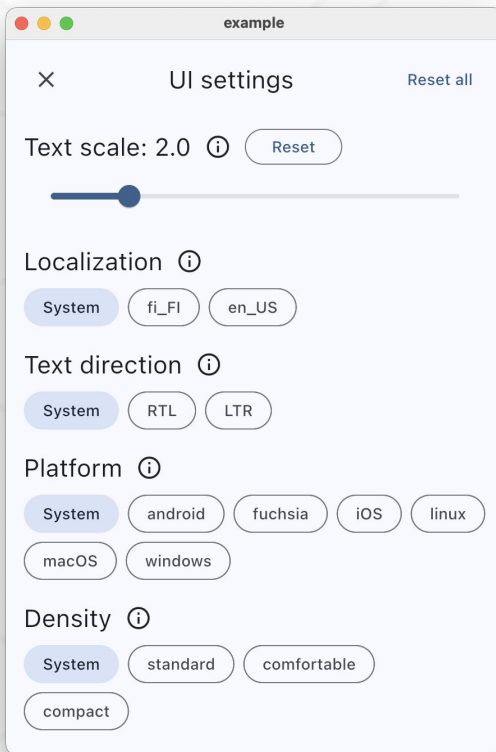 example
UI settings Reset all
Text scale: 2.0 Reset
Localization
System fi_FI en_US
Text direction
System RTL LTR
Platform
System android fuchsia iOS linux
macOS windows
Density
System standard comfortable
compact